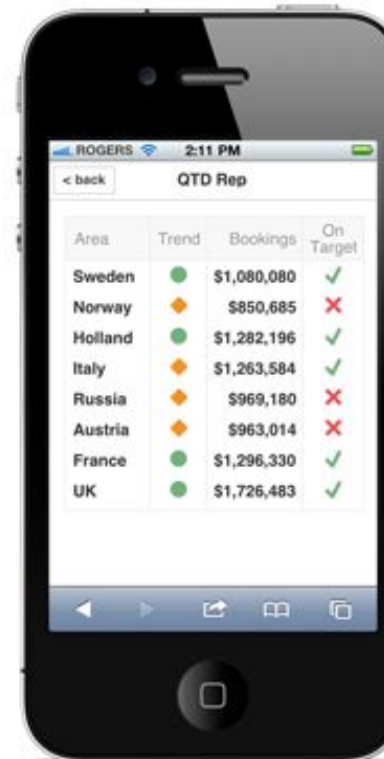 ROGERS 2:11 PM
< back QTD Rep
Area Trend Bookings On Target
Sweden $1,080,080
Norway $850,685
Holland $1,282,196
Italy $1,263,584
Russia $969,180
Austria $963,014
France $1,296,330
UK $1,726,483